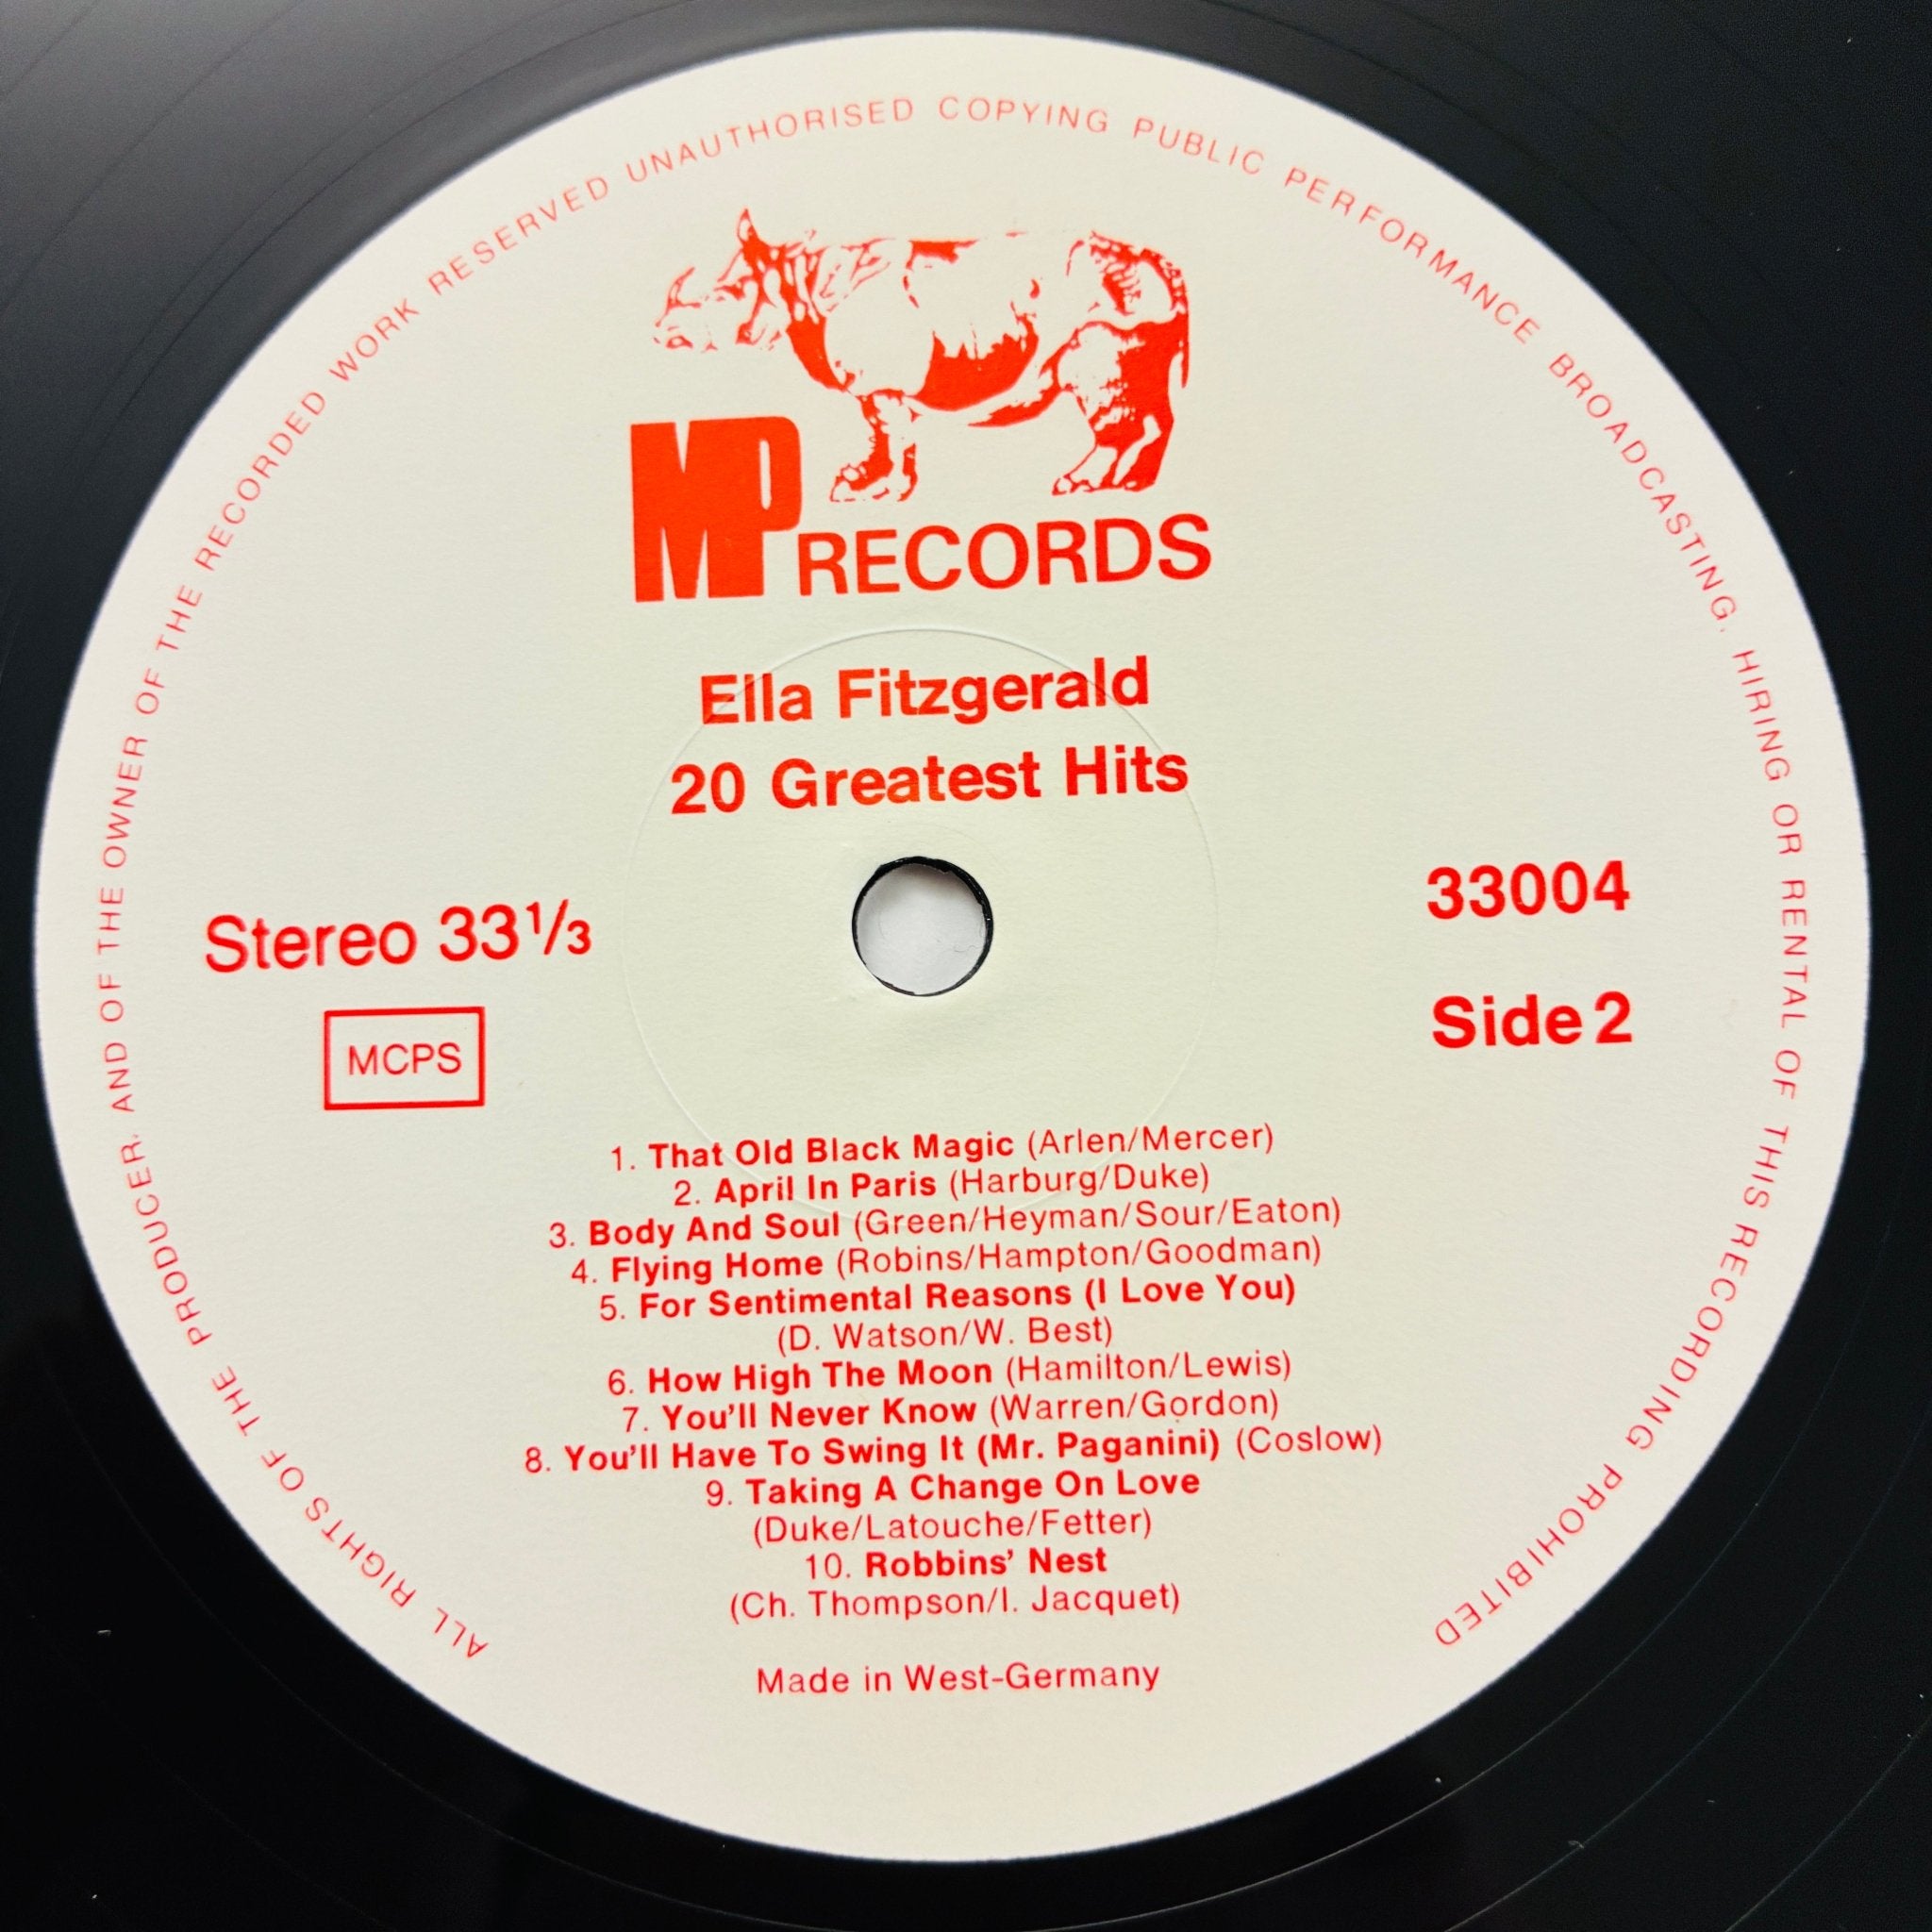 ALL RIGHTS OF THE PRODUCER, AND OF THE OWNER OF THE RECORDED WORK RESERVED UNAUTHORISED COPYING PUBLIC PERFORMANCE BROADCASTING, HIRING OR RENTAL OF THIS RECORDING PROHIBITED
MP RECORDS
Ella Fitzgerald
20 Greatest Hits
Stereo 33⅓
33004
MCPS
Side 2
1. That Old Black Magic (Arlen/Mercer)
2. April In Paris (Harburg/Duke)
3. Body And Soul (Green/Heyman/Sour/Eaton)
4. Flying Home (Robins/Hampton/Goodman)
5. For Sentimental Reasons (I Love You)
(D. Watson/W. Best)
6. How High The Moon (Hamilton/Lewis)
7. You'll Never Know (Warren/Gordon)
8. You'll Have To Swing It (Mr. Paganini) (Coslow)
9. Taking A Change On Love
(Duke/Latouche/Fetter)
10. Robbins' Nest
(Ch. Thompson/I. Jacquet)
Made in West-Germany